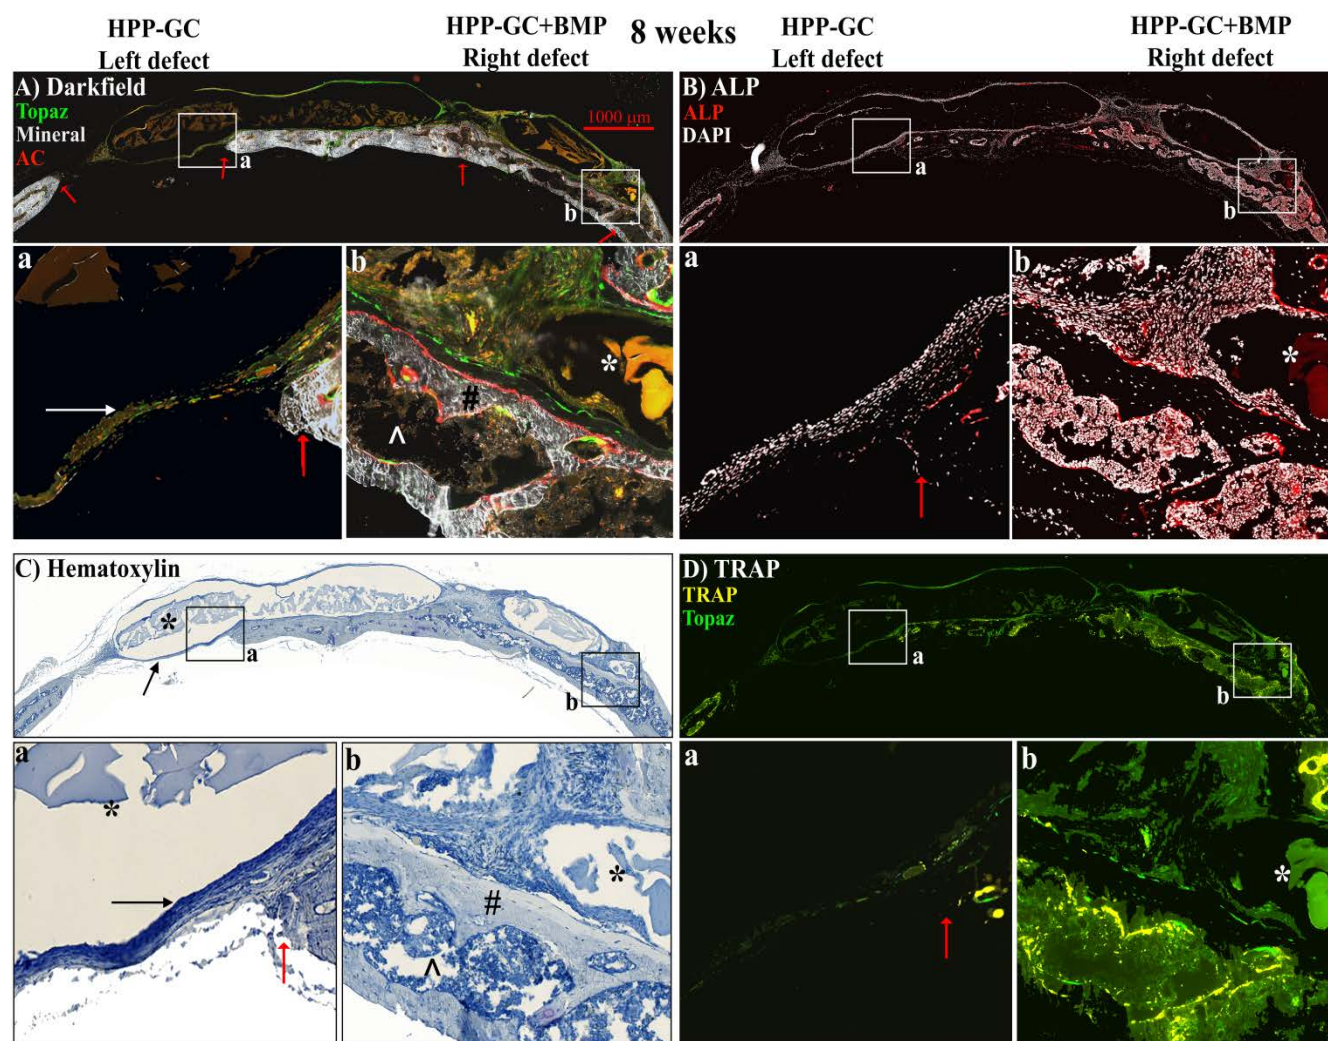 HPP-GC
Left defect
HPP-GC+BMP
Right defect
8 weeks
HPP-GC
Left defect
HPP-GC+BMP
Right defect
A) Darkfield
Topaz
Mineral
AC
1000 µm
a
b
B) ALP
ALP
DAPI
a
b
a
b
*
#
^
a
b
*
C) Hematoxylin
*
a
b
D) TRAP
TRAP
Topaz
a
b
a
*
b
*
#
^
a
b
*